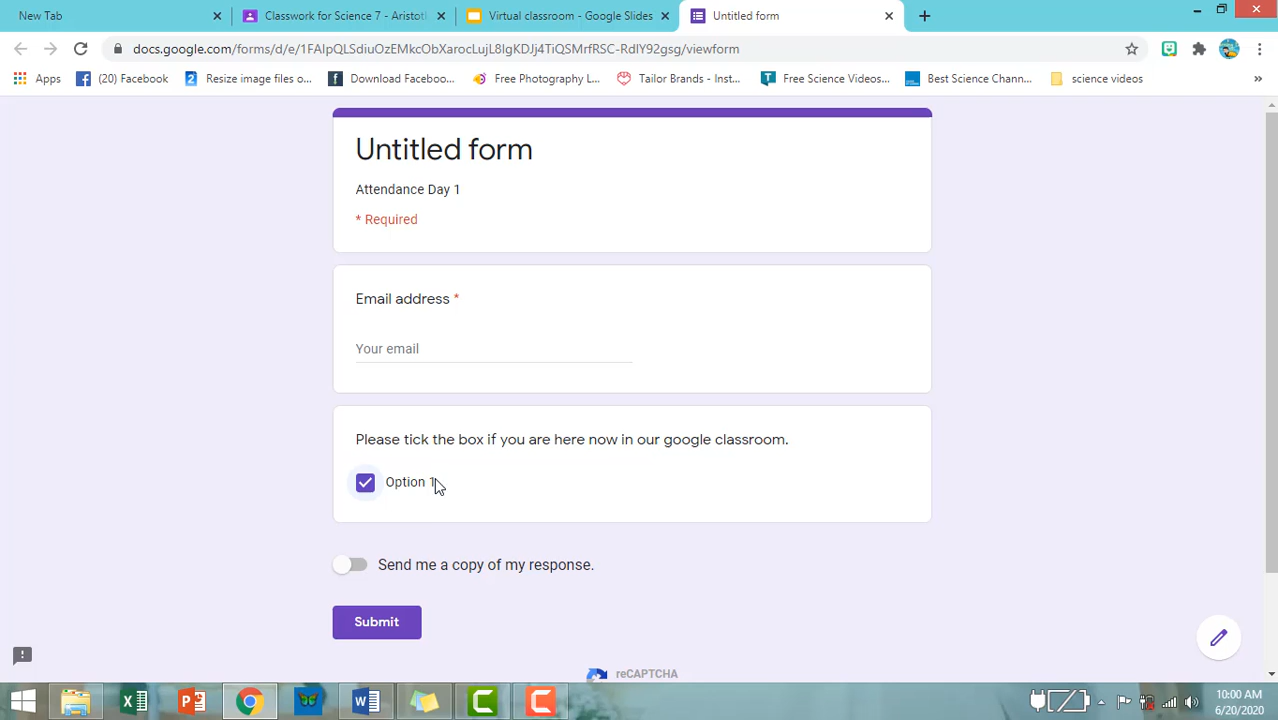 New Tab
Classwork for Science 7 - Aristotl
Virtual classroom - Google Slides
Untitled form
docs.google.com/forms/d/e/1FAIpQLSdiuOzEMkcObXarocLujL8lgKDJj4TiQSMrfRSC-RdlY92gsg/viewform
Apps
(20) Facebook
Resize image files o...
Download Faceboo...
Free Photography I...
Tailor Brands - Inst...
Free Science Videos...
Best Science Chann...
science videos
»
Untitled form
Attendance Day 1
* Required
Email address *
Your email
Please tick the box if you are here now in our google classroom.
Option 1
Send me a copy of my response.
Submit
reCAPTCHA
10:00 AM
6/20/2020